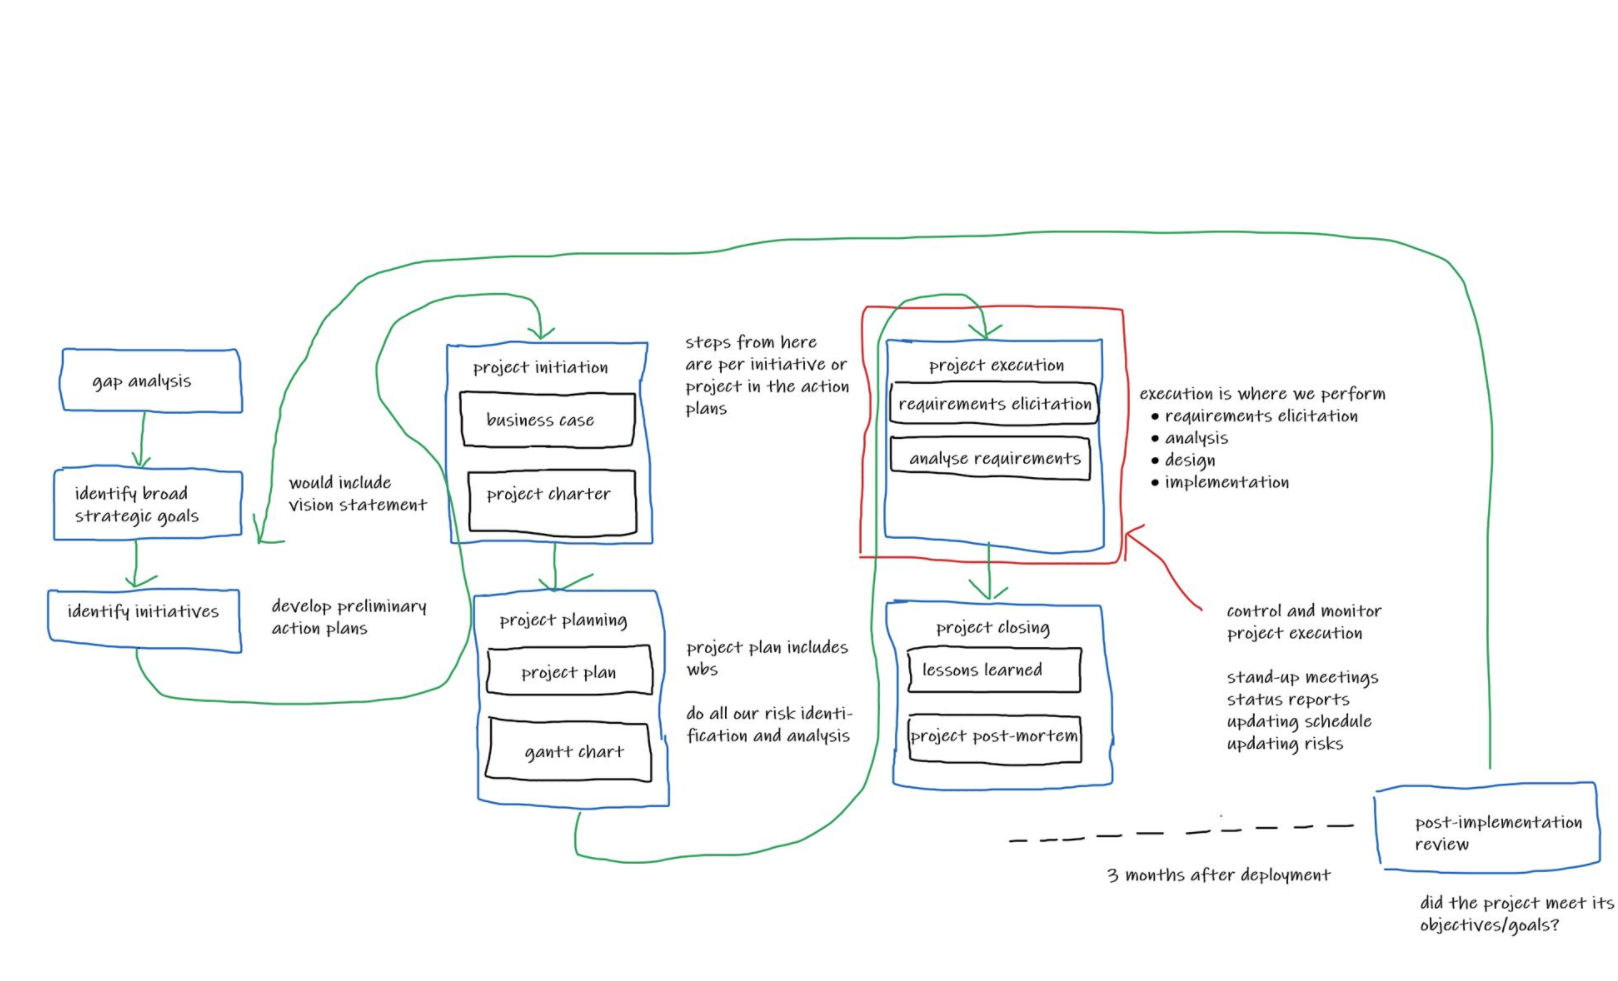 gap analysis
identify broad
strategic goals
would include
vision statement
identify initiatives
develop preliminary
action plans
project initiation
business case
project charter
steps from here
are per initiative or
project in the action
plans
project planning
project plan
gantt chart
project plan includes
wbs
do all our risk identi-
fication and analysis
project execution
requirements elicitation
analyse requirements
execution is where we perform
• requirements elicitation
• analysis
• design
• implementation
project closing
lessons learned
project post-mortem
control and monitor
project execution
stand-up meetings
status reports
updating schedule
updating risks
3 months after deployment
post-implementation
review
did the project meet its
objectives/goals?